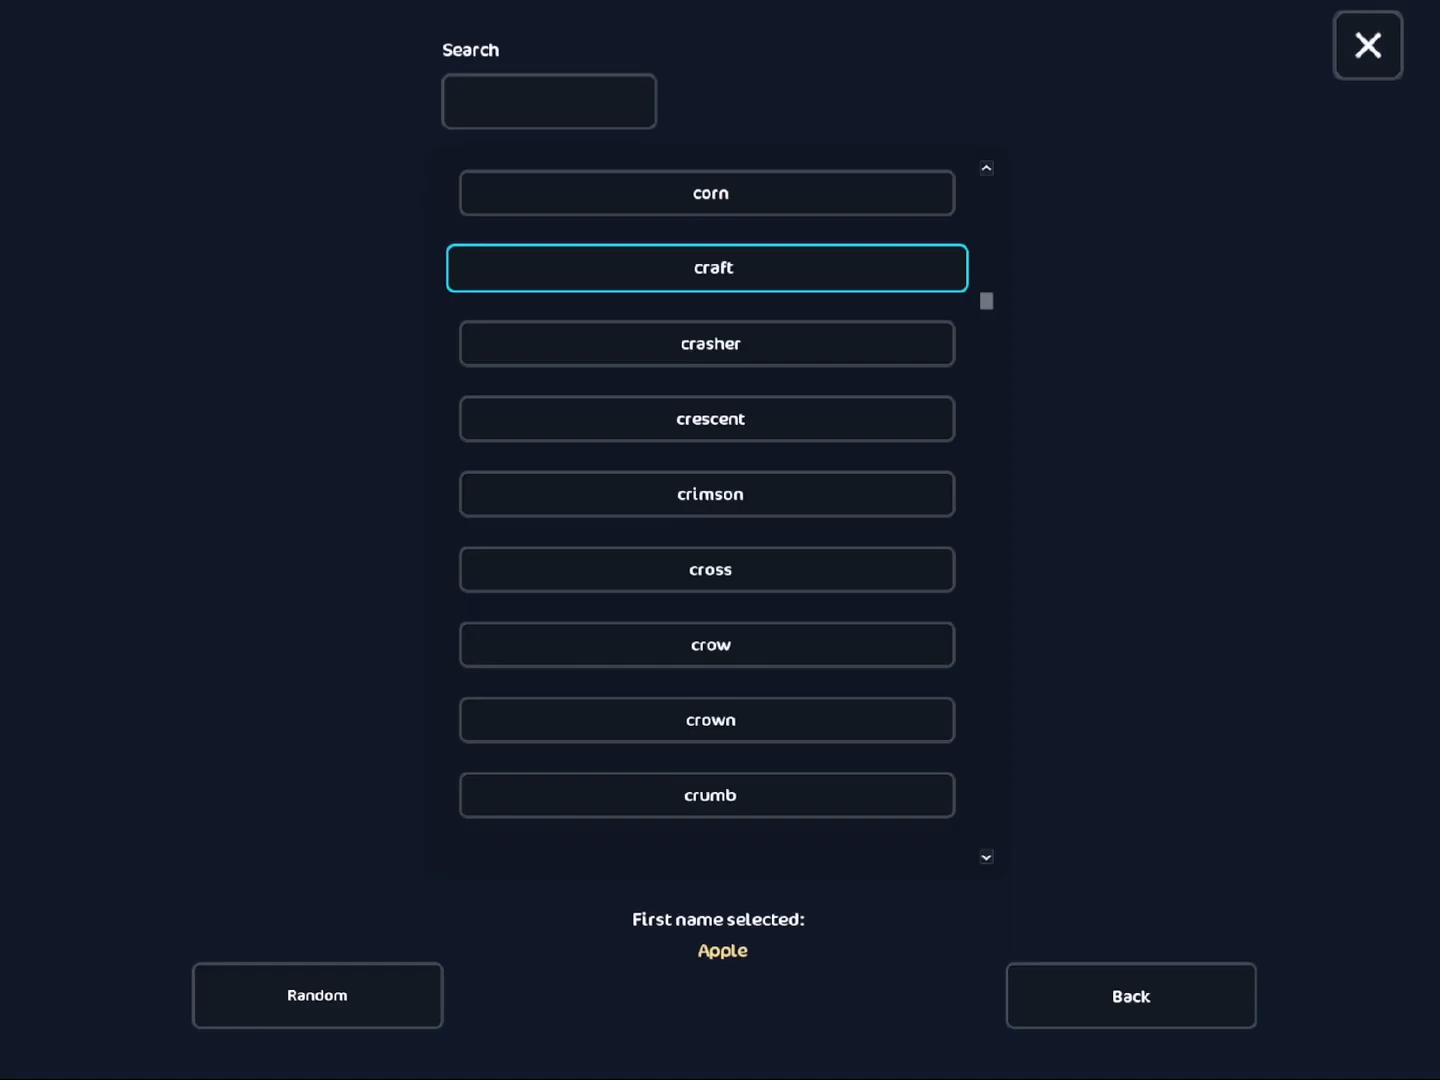 Search
corn
craft
crasher
crescent
crimson
cross
crow
crown
crumb
First name selected:
Apple
Random
Back